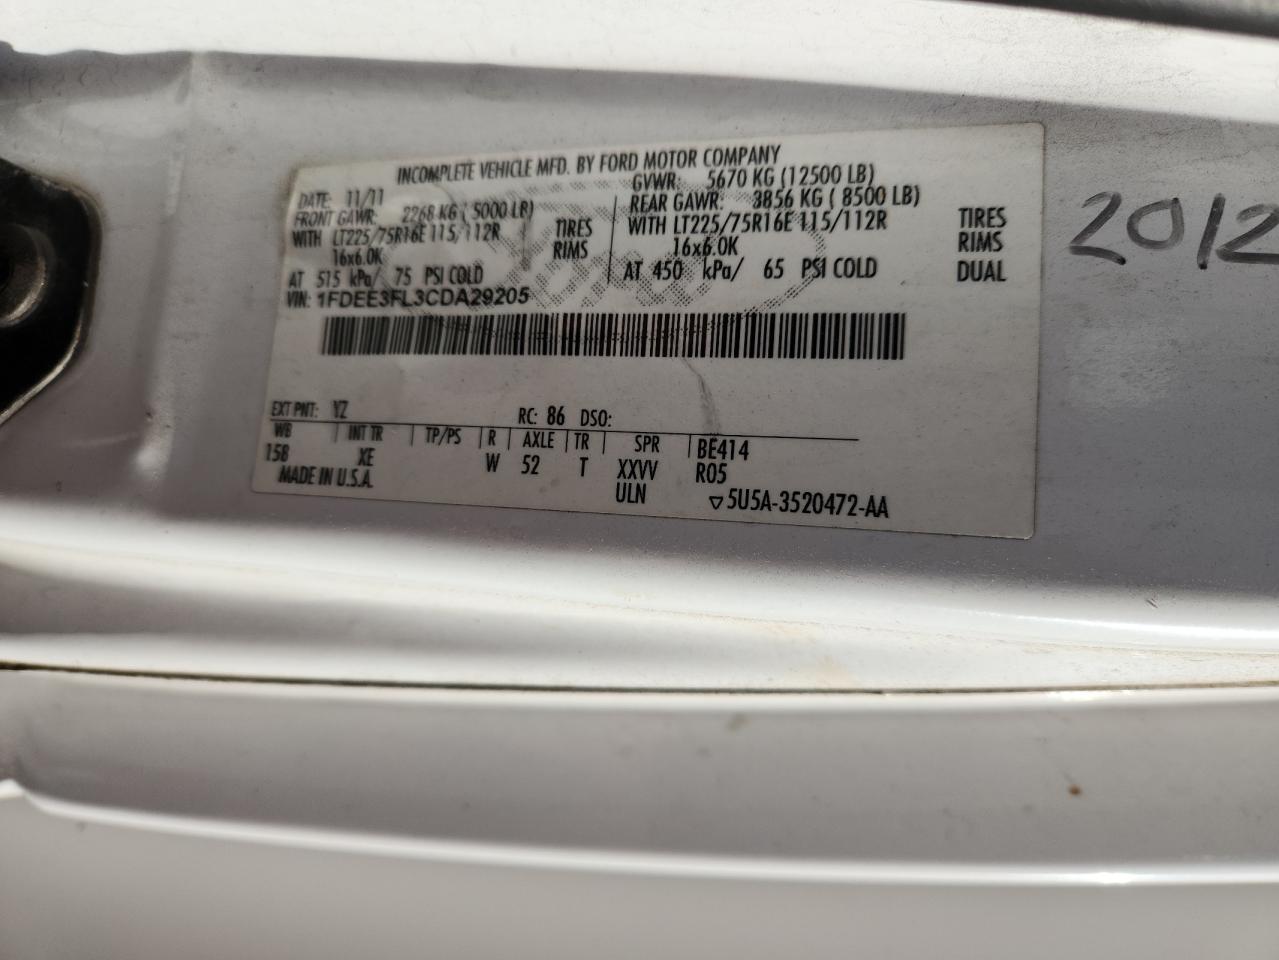 INCOMPLETE VEHICLE MFD. BY FORD MOTOR COMPANY
DATE: 11/11 GVWR: 5670 KG (12500 LB)
FRONT GAWR: 2268 KG ( 5000 LB) REAR GAWR: 3856 KG ( 8500 LB)
WITH LT225/75R16E 115/112R TIRES WITH LT225/75R16E 115/112R TIRES
16x6.0K RIMS 16x6.0K RIMS
AT 515 kPa/ 75 PSI COLD AT 450 kPa/ 65 PSI COLD DUAL
VIN: 1FDEE3FL3CDA29205
EXT PNT: YZ RC: 86 DSO:
WB INT TR TP/PS R AXLE TR SPR BE414
158 XE W 52 T XXVV R05
MADE IN U.S.A. ULN ▽5U5A-3520472-AA
2012